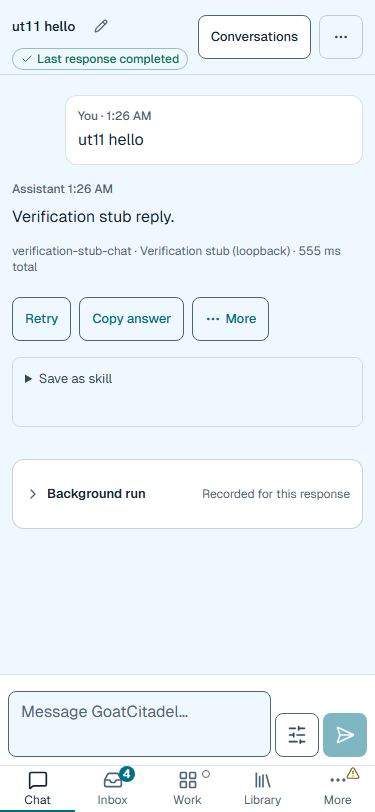 ut11 hello
Conversations
...
Last response completed
You · 1:26 AM
ut11 hello
Assistant 1:26 AM
Verification stub reply.
verification-stub-chat · Verification stub (loopback) · 555 ms
total
Retry
Copy answer
... More
Save as skill
Background run
Recorded for this response
Message GoatCitadel...
4
Chat
Inbox
Work
Library
More